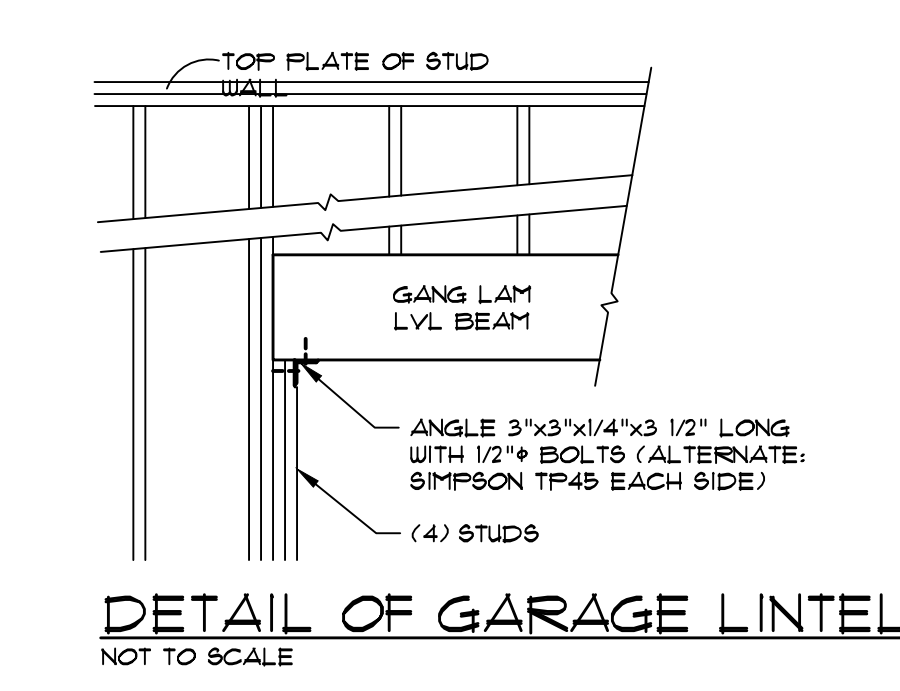 TOP PLATE OF STUD
WALL
GANG LAM
LVL BEAM
ANGLE 3"x3"x1/4"x3 1/2" LONG
WITH 1/2"ϕ BOLTS (ALTERNATE:
SIMPSON TP45 EACH SIDE)
(4) STUDS
DETAIL OF GARAGE LINTEL
NOT TO SCALE